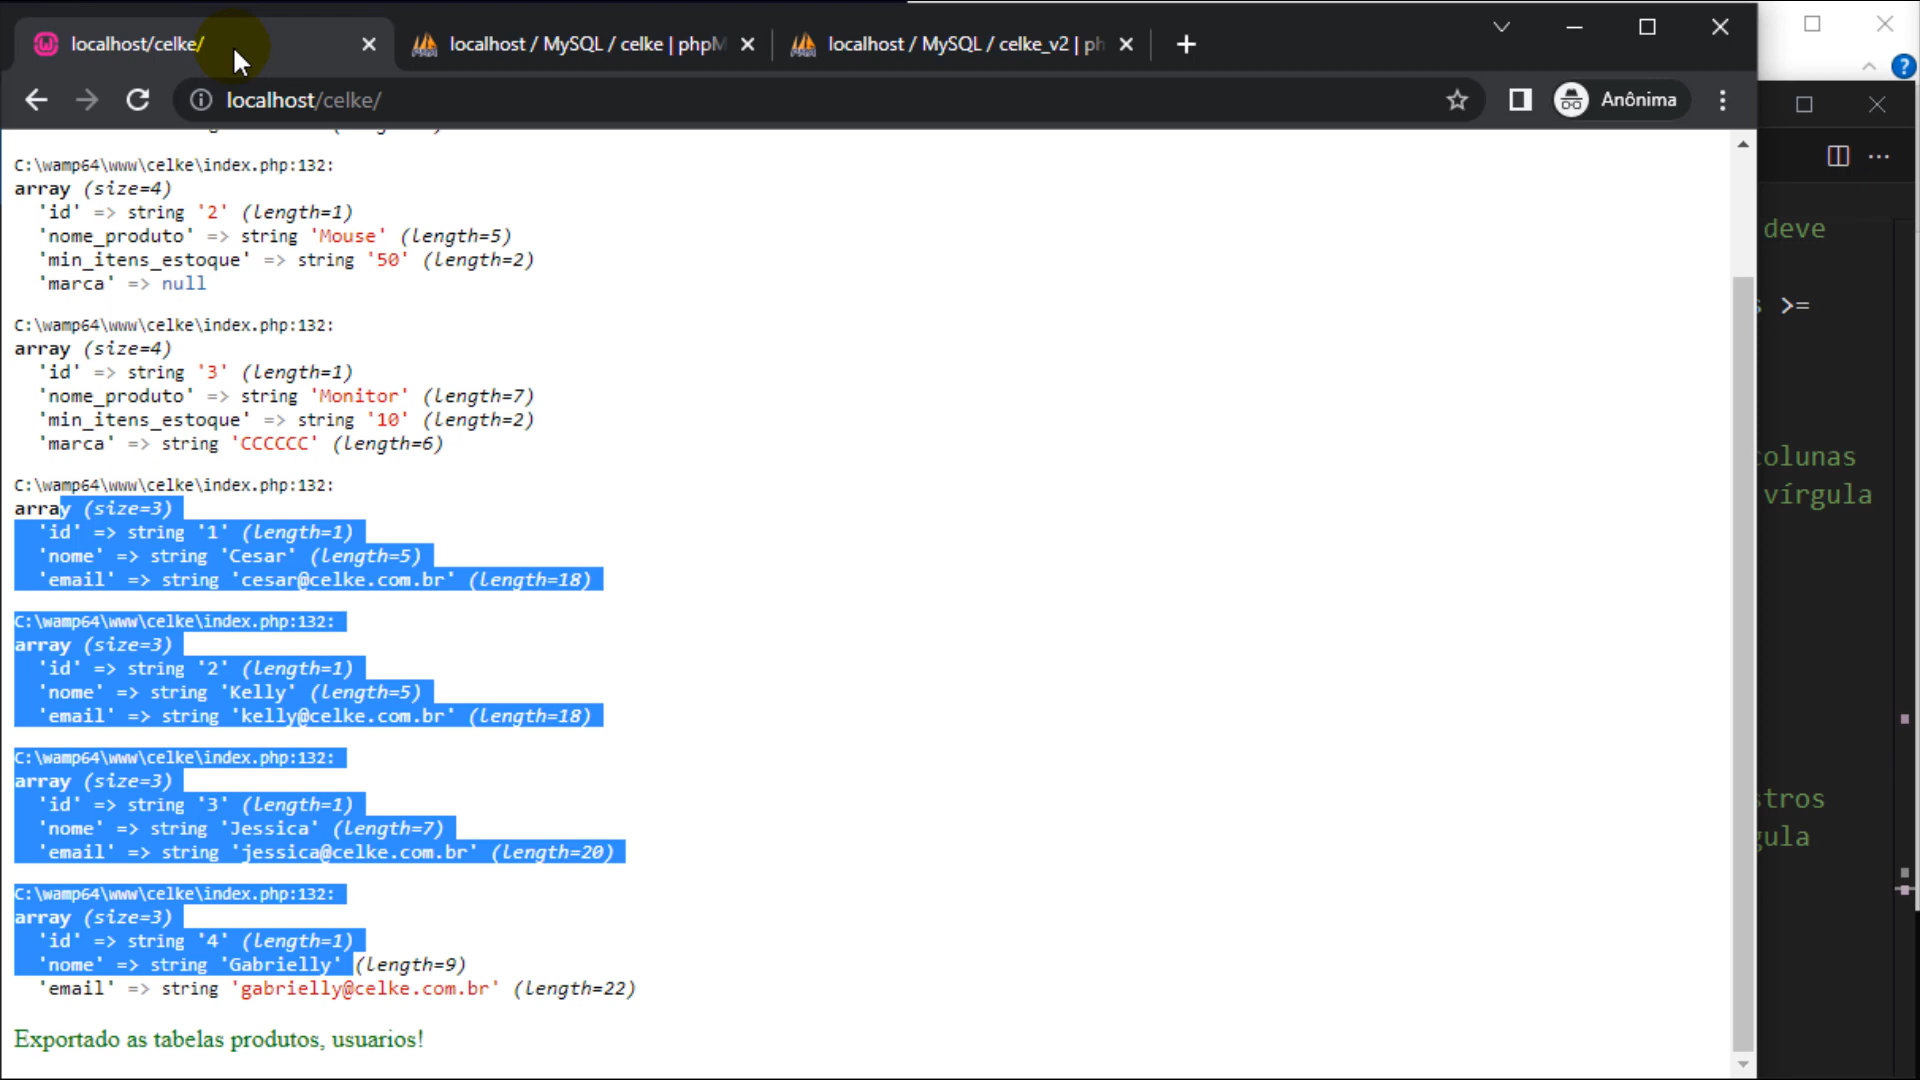 localhost/celke/
localhost / MySQL / celke | phpM
localhost / MySQL / celke_v2 | ph
localhost/celke/
Anônima
C:\wamp64\www\celke\index.php:132:
array (size=4)
'id' => string '2' (length=1)
'nome_produto' => string 'Mouse' (length=5)
'min_itens_estoque' => string '50' (length=2)
'marca' => null
C:\wamp64\www\celke\index.php:132:
array (size=4)
'id' => string '3' (length=1)
'nome_produto' => string 'Monitor' (length=7)
'min_itens_estoque' => string '10' (length=2)
'marca' => string 'CCCCCC' (length=6)
C:\wamp64\www\celke\index.php:132:
array (size=3)
'id' => string '1' (length=1)
'nome' => string 'Cesar' (length=5)
'email' => string 'cesar@celke.com.br' (length=18)
C:\wamp64\www\celke\index.php:132:
array (size=3)
'id' => string '2' (length=1)
'nome' => string 'Kelly' (length=5)
'email' => string 'kelly@celke.com.br' (length=18)
C:\wamp64\www\celke\index.php:132:
array (size=3)
'id' => string '3' (length=1)
'nome' => string 'Jessica' (length=7)
'email' => string 'jessica@celke.com.br' (length=20)
C:\wamp64\www\celke\index.php:132:
array (size=3)
'id' => string '4' (length=1)
'nome' => string 'Gabrielly' (length=9)
'email' => string 'gabrielly@celke.com.br' (length=22)
Exportado as tabelas produtos, usuarios!
deve
>=
olunas
vírgula
stros
gula